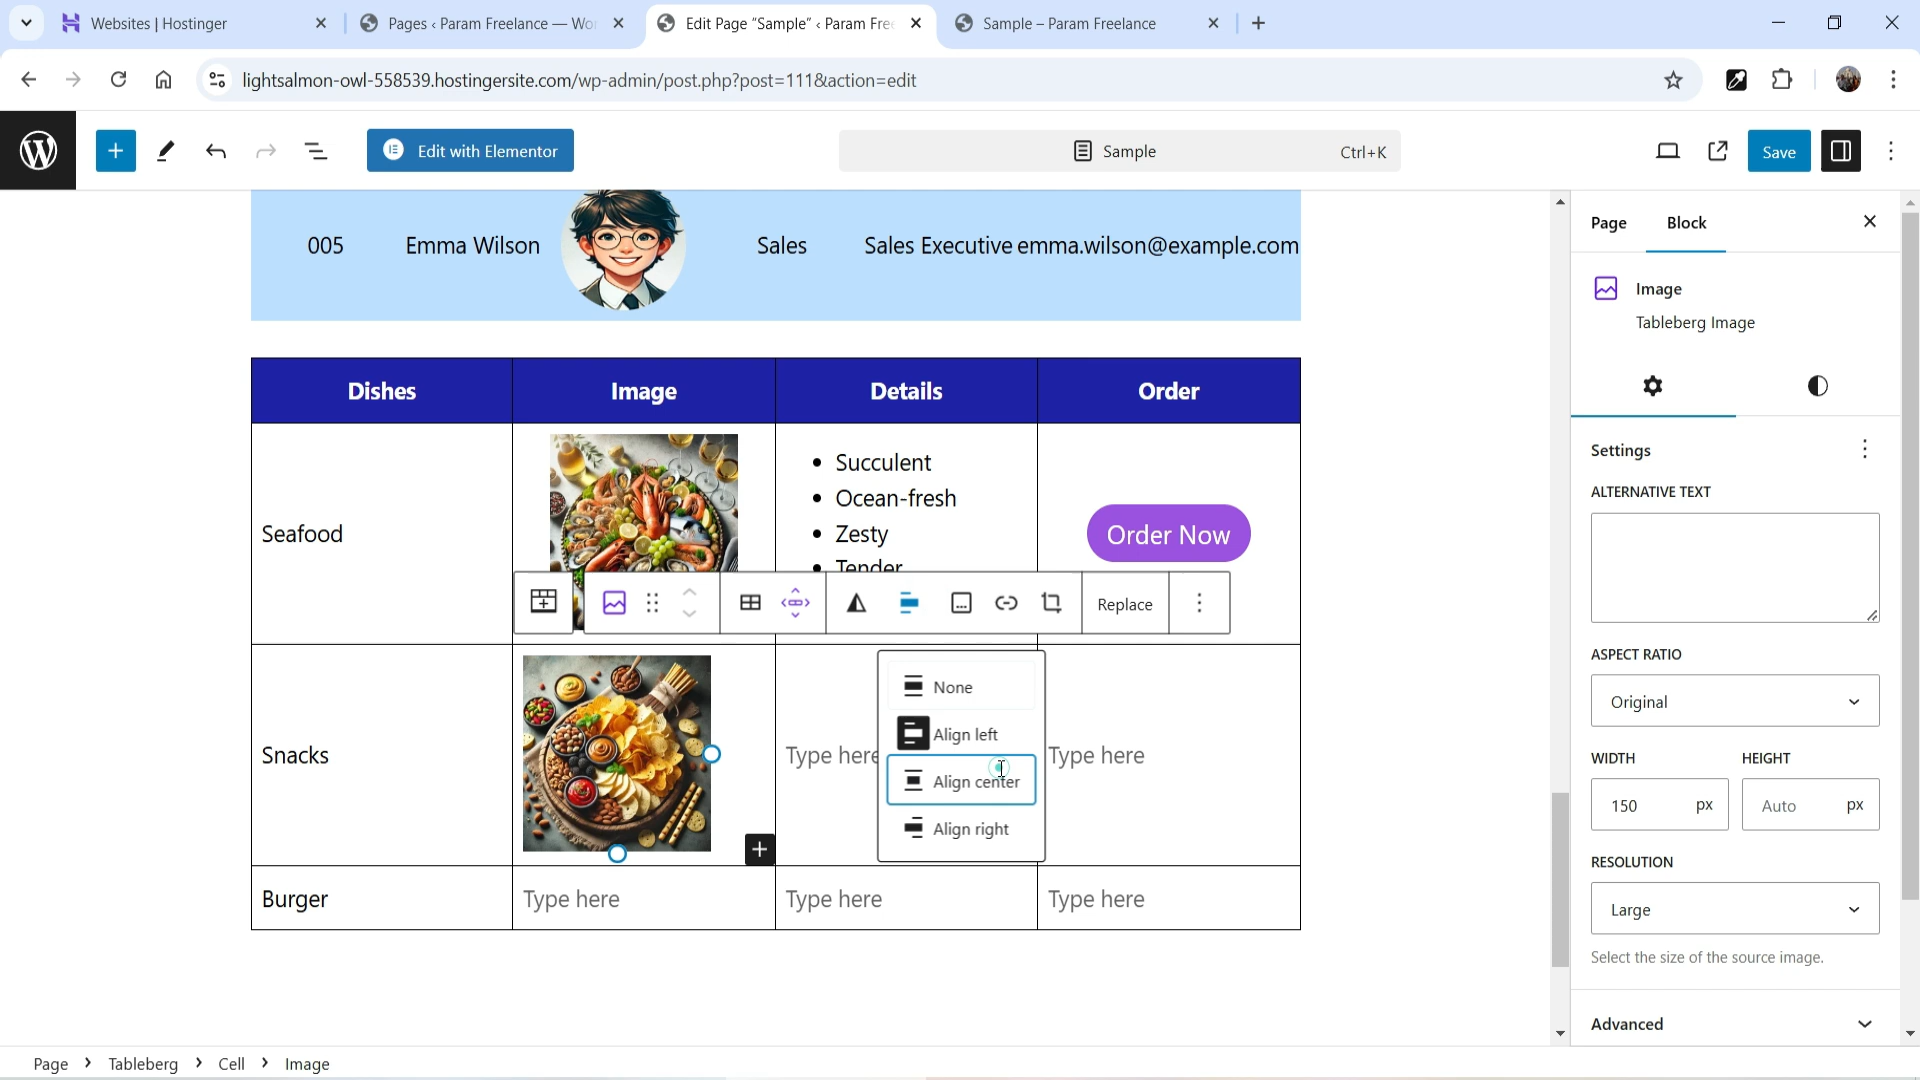 Websites | Hostinger
Pages ‹ Param Freelance — Wo
Edit Page “Sample” ‹ Param Fre
Sample – Param Freelance
lightsalmon-owl-558539.hostingersite.com/wp-admin/post.php?post=111&action=edit
Edit with Elementor
Sample
Ctrl+K
Save
005
Emma Wilson
Sales
Sales Executive
emma.wilson@example.com
Dishes
Image
Details
Order
Seafood
Succulent
Ocean-fresh
Zesty
Tender
Order Now
Replace
Snacks
Type here
Type here
None
Align left
Align center
Align right
Burger
Type here
Type here
Type here
Page
Block
Image
Tableberg Image
Settings
ALTERNATIVE TEXT
ASPECT RATIO
Original
WIDTH
HEIGHT
150
px
Auto
px
RESOLUTION
Large
Select the size of the source image.
Advanced
Page
Tableberg
Cell
Image